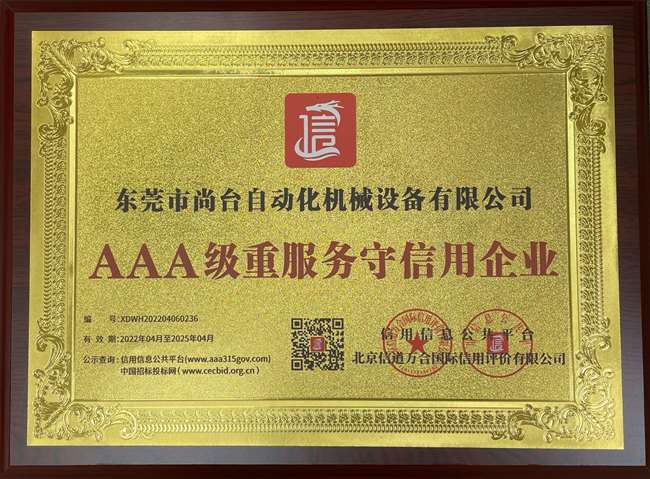 信
东莞市尚台自动化机械设备有限公司
AAA级重服务守信用企业
编 号:XDWH202204060236
有 效 期:2022年04月至2025年04月
公示查询:信用信息公共平台(www.aaa315gov.com)
中国招标投标网(www.cecbid.org.cn)
信用信息公共平台
北京信道万合国际信用评价有限公司